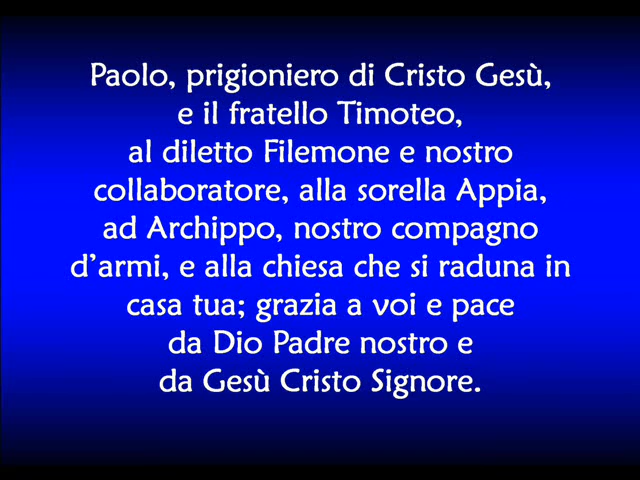 Paolo, prigioniero di Cristo Gesù,
e il fratello Timoteo,
al diletto Filemone e nostro
collaboratore, alla sorella Appia,
ad Archippo, nostro compagno
d’armi, e alla chiesa che si raduna in
casa tua; grazia a voi e pace
da Dio Padre nostro e
da Gesù Cristo Signore.